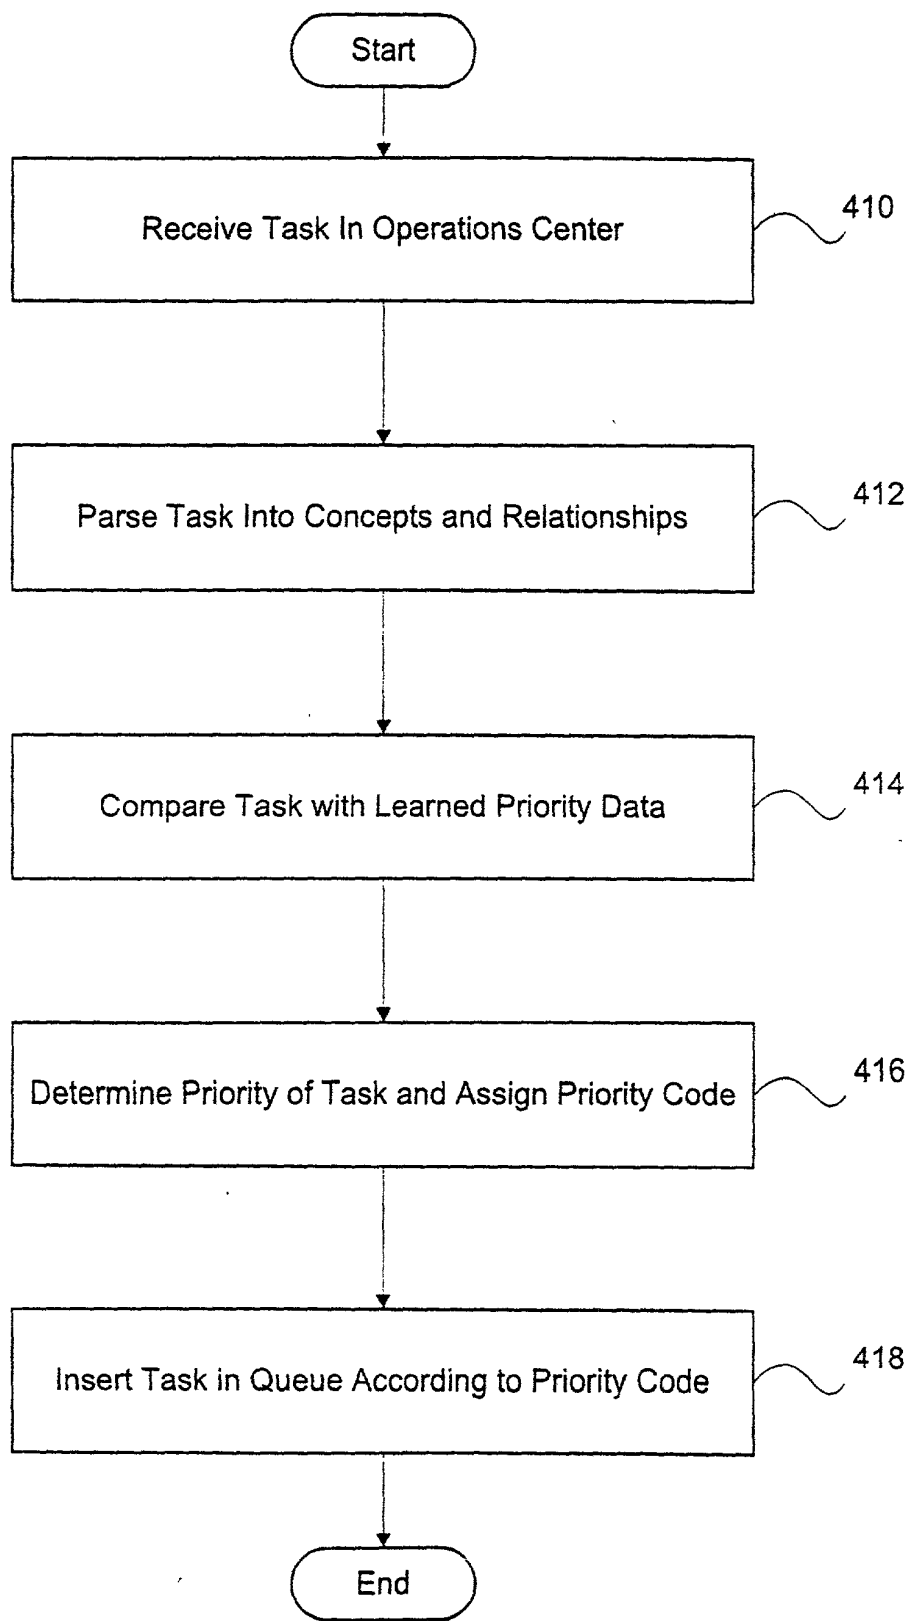 Start
Receive Task In Operations Center
410
Parse Task Into Concepts and Relationships
412
Compare Task with Learned Priority Data
414
Determine Priority of Task and Assign Priority Code
416
Insert Task in Queue According to Priority Code
418
End